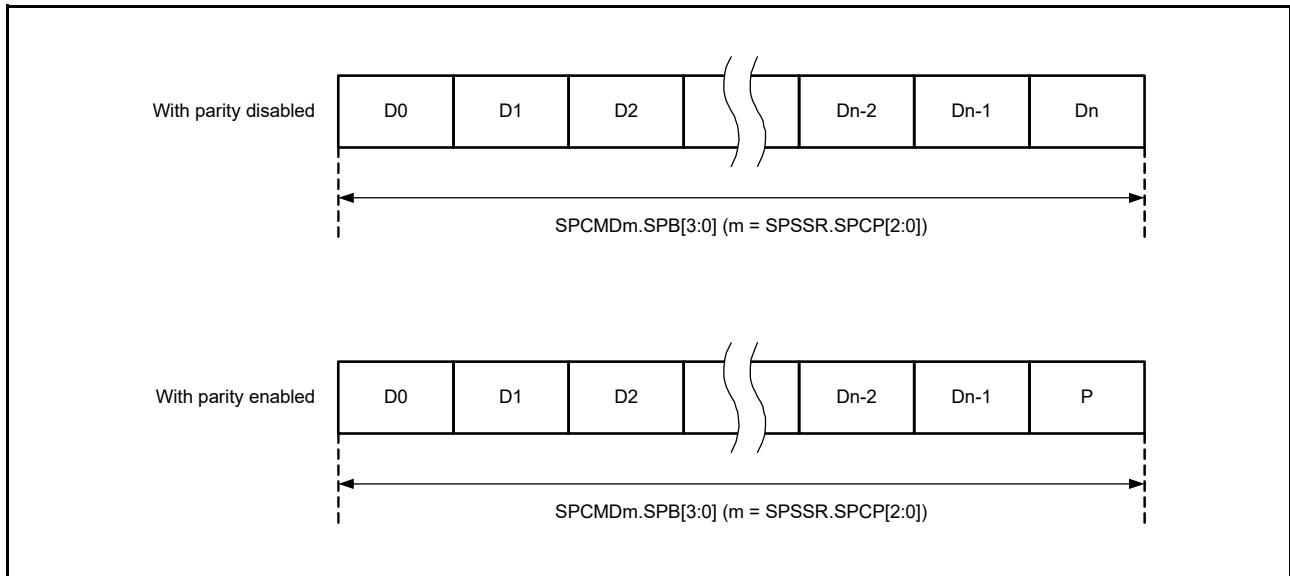 With parity disabled D0 D1 D2 Dn-2 Dn-1 Dn
SPCMDm.SPB[3:0] (m = SPSSR.SPCP[2:0])
With parity enabled D0 D1 D2 Dn-2 Dn-1 P
SPCMDm.SPB[3:0] (m = SPSSR.SPCP[2:0])